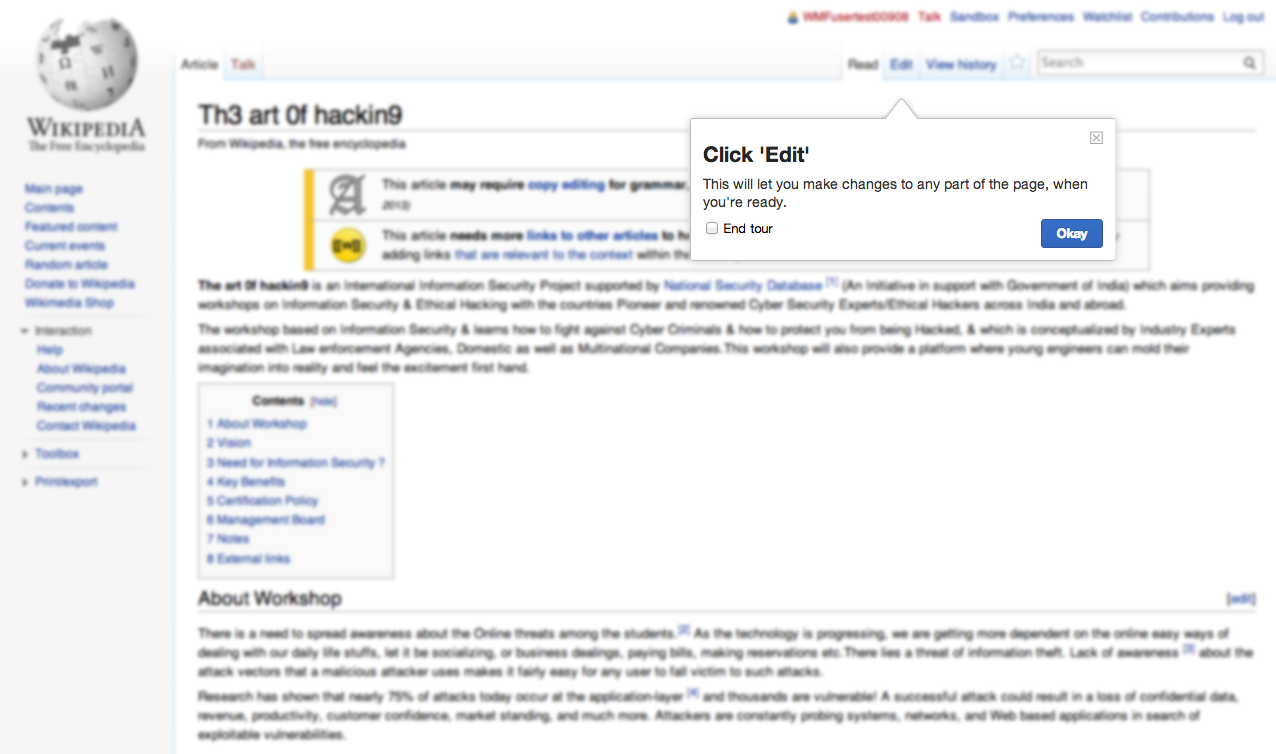 WMFusertest00908 Talk Sandbox Preferences Watchlist Contributions Log out
Article Talk
Read Edit View history Search
WIKIPEDIA
The Free Encyclopedia
Main page
Contents
Featured content
Current events
Random article
Donate to Wikipedia
Wikimedia Shop
Interaction
Help
About Wikipedia
Community portal
Recent changes
Contact Wikipedia
Toolbox
Print/export
Th3 art 0f hackin9
From Wikipedia, the free encyclopedia
This article may require copy editing for grammar,
2013)
This article needs more links to other articles to
adding links that are relevant to the context within
Click 'Edit'
This will let you make changes to any part of the page, when
you're ready.
End tour
Okay
The art 0f hackin9 is an International Information Security Project supported by National Security Database [1] (An Initiative in support with Government of India) which aims providing
workshops on Information Security & Ethical Hacking with the countries Pioneer and renowned Cyber Security Experts/Ethical Hackers across India and abroad.
The workshop based on Information Security & learns how to fight against Cyber Criminals & how to protect you from being Hacked, & which is conceptualized by Industry Experts
associated with Law enforcement Agencies, Domestic as well as Multinational Companies.This workshop will also provide a platform where young engineers can mold their
imagination into reality and feel the excitement first hand.
Contents [hide]
1 About Workshop
2 Vision
3 Need for Information Security ?
4 Key Benefits
5 Certification Policy
6 Management Board
7 Notes
8 External links
About Workshop [edit]
There is a need to spread awareness about the Online threats among the students.[2] As the technology is progressing, we are getting more dependent on the online easy ways of
dealing with our daily life stuffs, let it be socializing, or business dealings, paying bills, making reservations etc.There lies a threat of information theft. Lack of awareness [3] about the
attack vectors that a malicious attacker uses makes it fairly easy for any user to fall victim to such attacks.
Research has shown that nearly 75% of attacks today occur at the application-layer [4] and thousands are vulnerable! A successful attack could result in a loss of confidential data,
revenue, productivity, customer confidence, market standing, and much more. Attackers are constantly probing systems, networks, and Web based applications in search of
exploitable vulnerabilities.